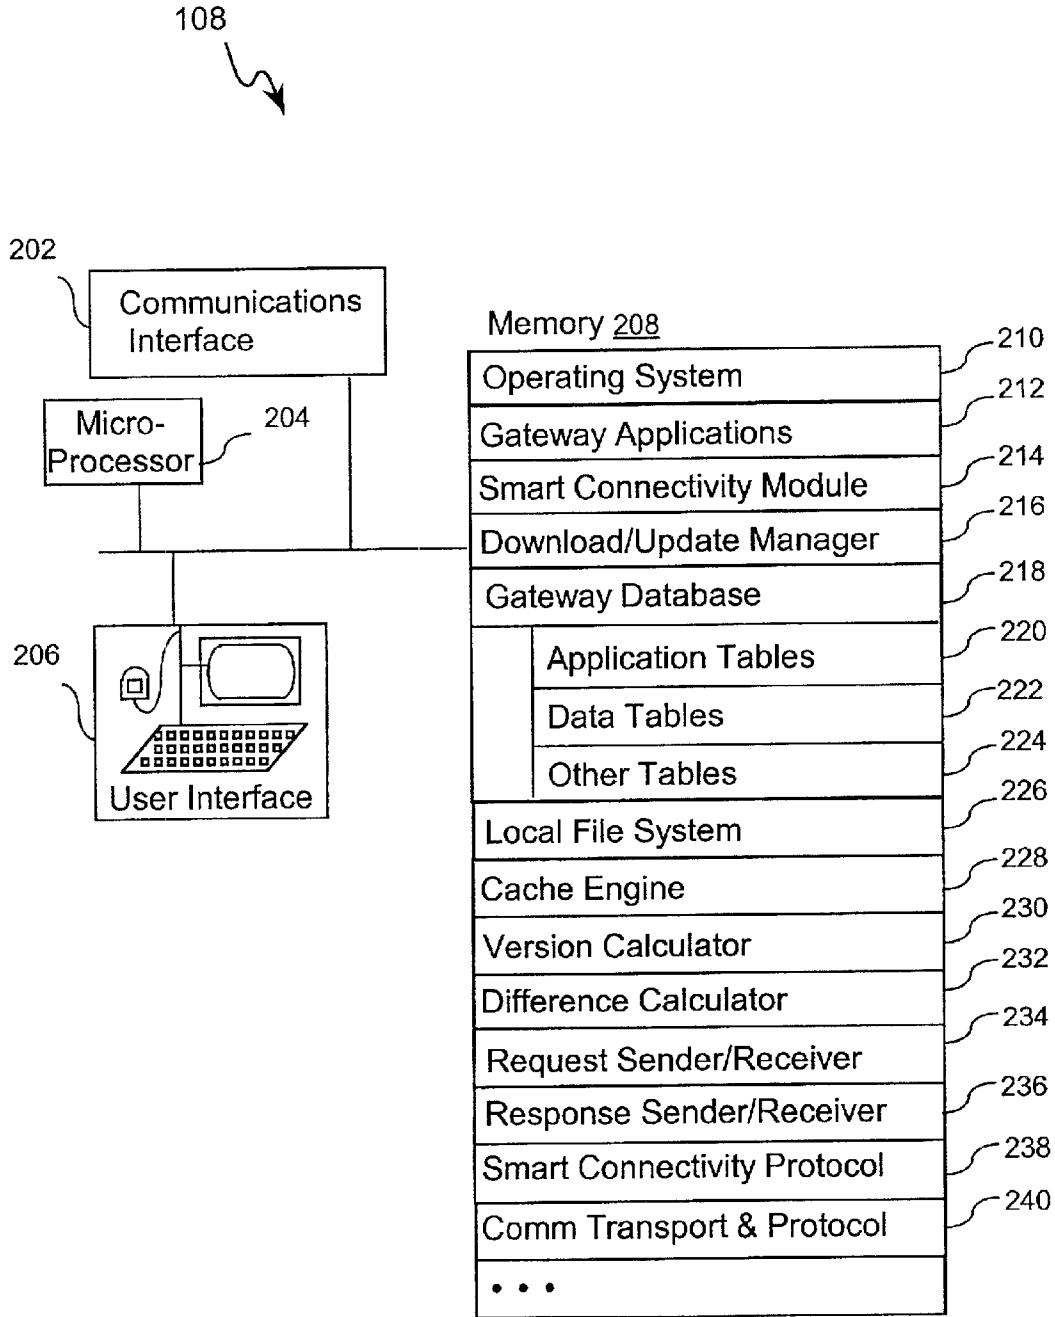 108
202
Communications
Interface
Micro-
Processor
204
206
User Interface
Memory 208
Operating System
210
Gateway Applications
212
Smart Connectivity Module
214
Download/Update Manager
216
Gateway Database
218
Application Tables
220
Data Tables
222
Other Tables
224
Local File System
226
Cache Engine
228
Version Calculator
230
Difference Calculator
232
Request Sender/Receiver
234
Response Sender/Receiver
236
Smart Connectivity Protocol
238
Comm Transport & Protocol
240
• • •